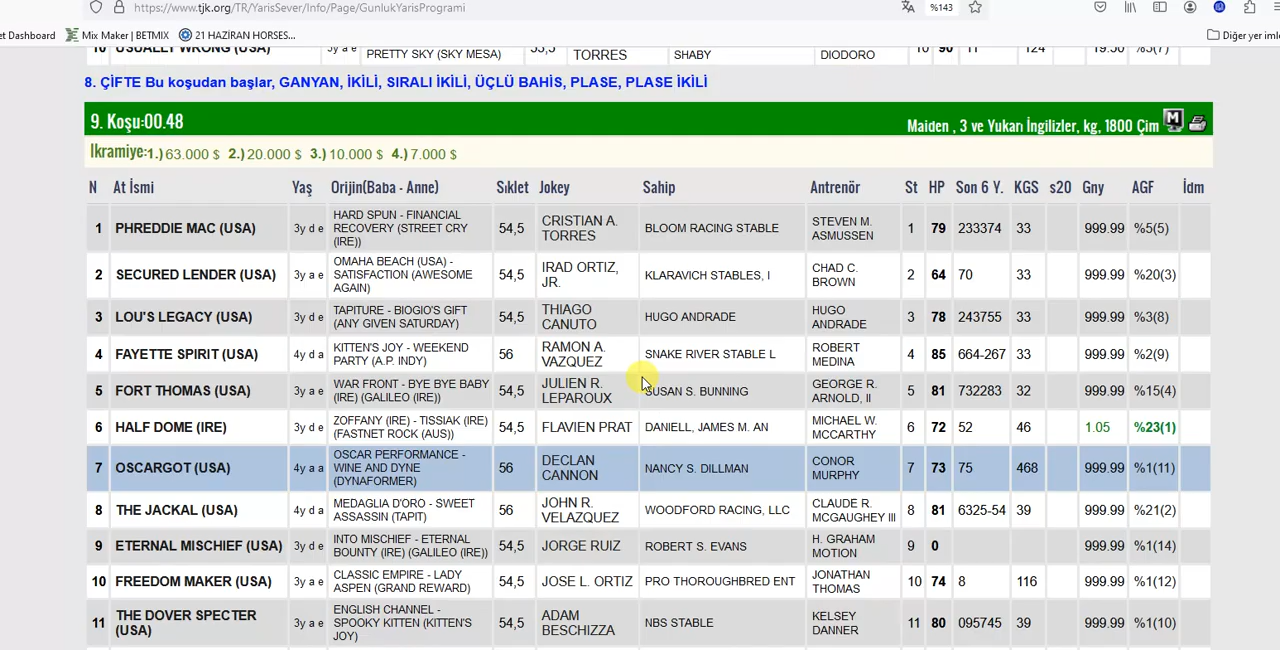 https://www.tjk.org/TR/YarisSever/Info/Page/GunlukYarisProgrami %143
et Dashboard Mix Maker | BETMIX 21 HAZİRAN HORSES... Diğer yer imle
10 USUALLY WRONG (USA) 3y a e PRETTY SKY (SKY MESA) 53,5 TORRES SHABY DIODORO 10 90 11 124 19.50 %3(7)
8. ÇİFTE Bu koşudan başlar, GANYAN, İKİLİ, SIRALI İKİLİ, ÜÇLÜ BAHİS, PLASE, PLASE İKİLİ
9. Koşu:00.48 Maiden , 3 ve Yukarı İngilizler, kg, 1800 Çim M
İkramiye:1.) 63.000 $ 2.) 20.000 $ 3.) 10.000 $ 4.) 7.000 $
N At İsmi Yaş Orijin(Baba - Anne) Sıklet Jokey Sahip Antrenör St HP Son 6 Y. KGS s20 Gny AGF İdm
1 PHREDDIE MAC (USA) 3y d e HARD SPUN - FINANCIAL RECOVERY (STREET CRY (IRE)) 54,5 CRISTIAN A. TORRES BLOOM RACING STABLE STEVEN M. ASMUSSEN 1 79 233374 33 999.99 %5(5)
2 SECURED LENDER (USA) 3y a e OMAHA BEACH (USA) - SATISFACTION (AWESOME AGAIN) 54,5 IRAD ORTIZ, JR. KLARAVICH STABLES, I CHAD C. BROWN 2 64 70 33 999.99 %20(3)
3 LOU'S LEGACY (USA) 3y d e TAPITURE - BIOGIO'S GIFT (ANY GIVEN SATURDAY) 54,5 THIAGO CANUTO HUGO ANDRADE HUGO ANDRADE 3 78 243755 33 999.99 %3(8)
4 FAYETTE SPIRIT (USA) 4y d a KITTEN'S JOY - WEEKEND PARTY (A.P. INDY) 56 RAMON A. VAZQUEZ SNAKE RIVER STABLE L ROBERT MEDINA 4 85 664-267 33 999.99 %2(9)
5 FORT THOMAS (USA) 3y a e WAR FRONT - BYE BYE BABY (IRE) (GALILEO (IRE)) 54,5 JULIEN R. LEPAROUX SUSAN S. BUNNING GEORGE R. ARNOLD, II 5 81 732283 32 999.99 %15(4)
6 HALF DOME (IRE) 3y d e ZOFFANY (IRE) - TISSIAK (IRE) (FASTNET ROCK (AUS)) 54,5 FLAVIEN PRAT DANIELL, JAMES M. AN MICHAEL W. MCCARTHY 6 72 52 46 1.05 %23(1)
7 OSCARGOT (USA) 4y a a OSCAR PERFORMANCE - WINE AND DYNE (DYNAFORMER) 56 DECLAN CANNON NANCY S. DILLMAN CONOR MURPHY 7 73 75 468 999.99 %1(11)
8 THE JACKAL (USA) 4y d a MEDAGLIA D'ORO - SWEET ASSASSIN (TAPIT) 56 JOHN R. VELAZQUEZ WOODFORD RACING, LLC CLAUDE R. MCGAUGHEY III 8 81 6325-54 39 999.99 %21(2)
9 ETERNAL MISCHIEF (USA) 3y d e INTO MISCHIEF - ETERNAL BOUNTY (IRE) (GALILEO (IRE)) 54,5 JORGE RUIZ ROBERT S. EVANS H. GRAHAM MOTION 9 0 999.99 %1(14)
10 FREEDOM MAKER (USA) 3y a e CLASSIC EMPIRE - LADY ASPEN (GRAND REWARD) 54,5 JOSE L. ORTIZ PRO THOROUGHBRED ENT JONATHAN THOMAS 10 74 8 116 999.99 %1(12)
11 THE DOVER SPECTER (USA) 3y a e ENGLISH CHANNEL - SPOOKY KITTEN (KITTEN'S JOY) 54,5 ADAM BESCHIZZA NBS STABLE KELSEY DANNER 11 80 095745 39 999.99 %1(10)